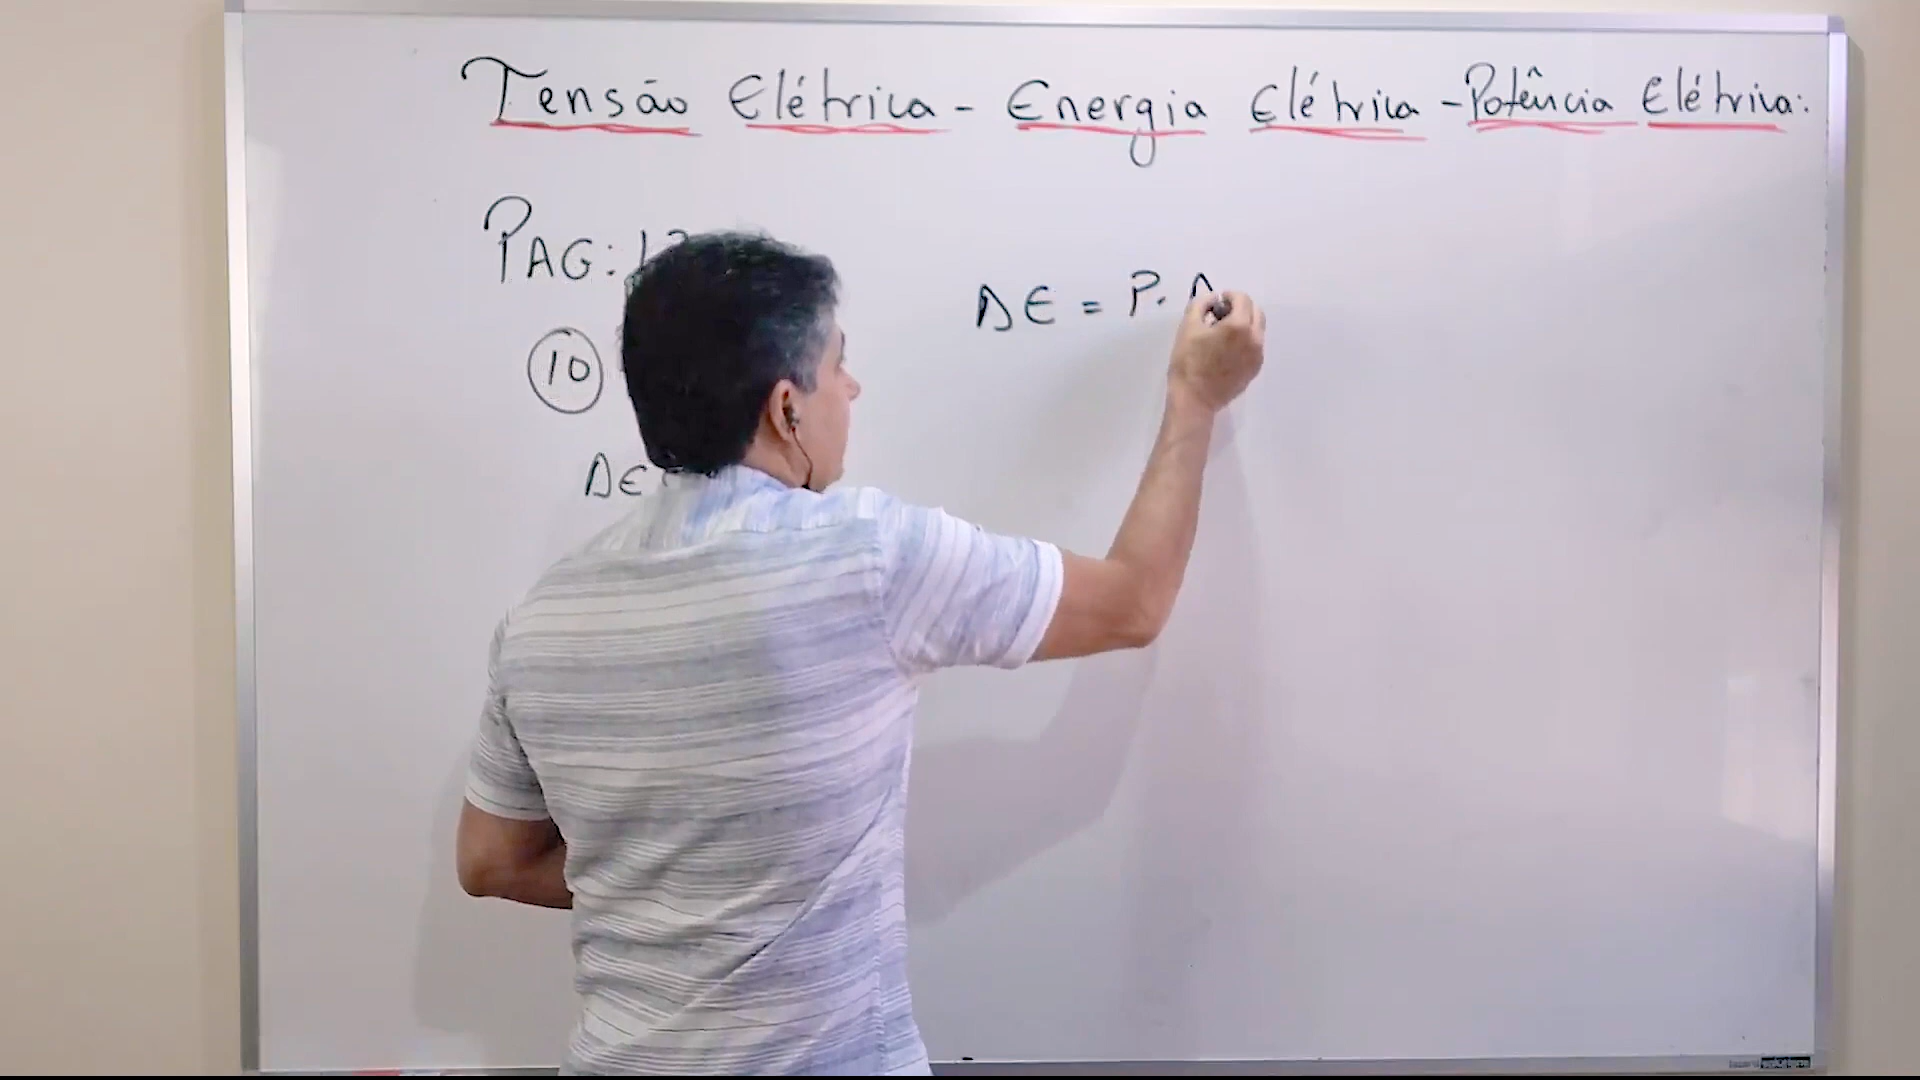 Tensão Elétrica - Energia Elétrica - Potência Elétrica:
PAG:
10
ΔE = P. Δ
ΔE